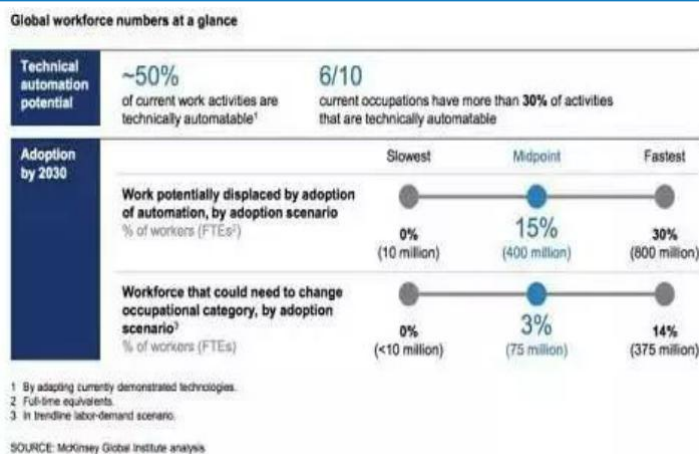 Global workforce numbers at a glance
Technical
automation
potential
~50%
of current work activities are
technically automatable¹
6/10
current occupations have more than 30% of activities
that are technically automatable
Adoption
by 2030
Slowest Midpoint Fastest
Work potentially displaced by adoption
of automation, by adoption scenario
% of workers (FTEs²)
0% 15% 30%
(10 million) (400 million) (800 million)
Workforce that could need to change
occupational category, by adoption
scenario³
% of workers (FTEs)
0% 3% 14%
(<10 million) (75 million) (375 million)
1 By adapting currently demonstrated technologies.
2 Full-time equivalents.
3 In trendline labor-demand scenario.
SOURCE: McKinsey Global Institute analysis